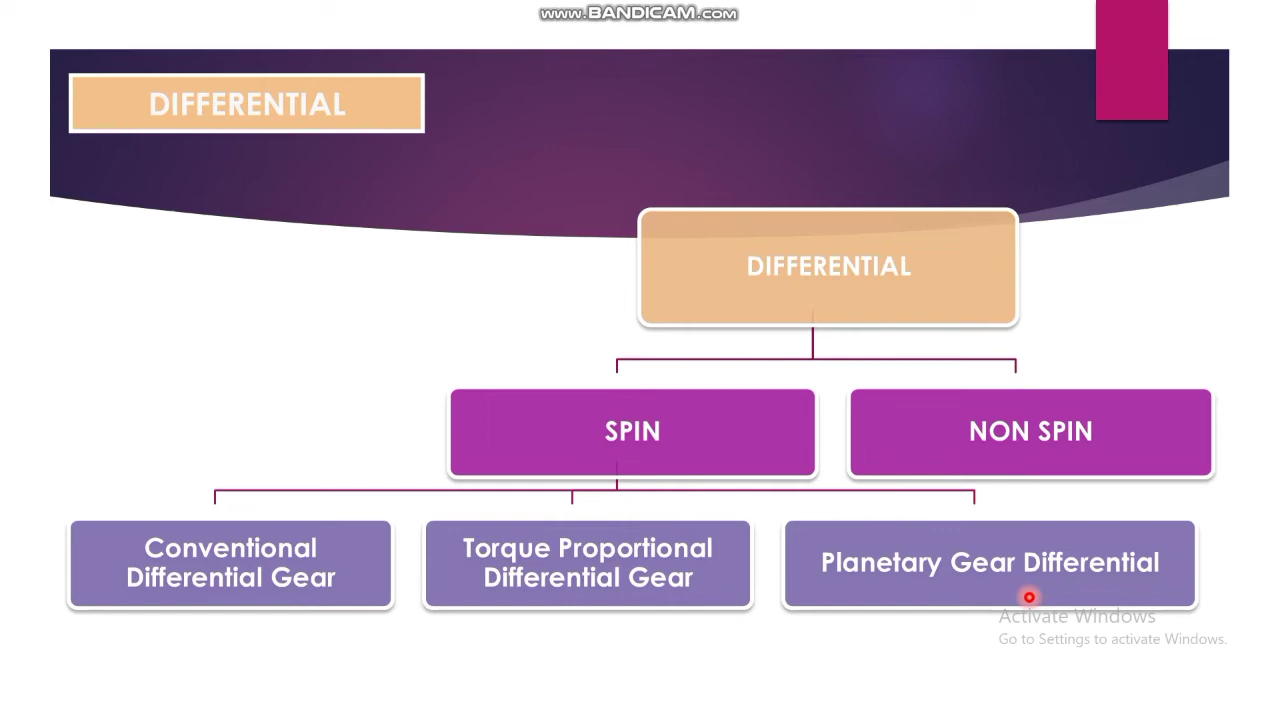 www.BANDICAM.com
DIFFERENTIAL
DIFFERENTIAL
SPIN
NON SPIN
Conventional
Differential Gear
Torque Proportional
Differential Gear
Planetary Gear Differential
Activate Windows
Go to Settings to activate Windows.